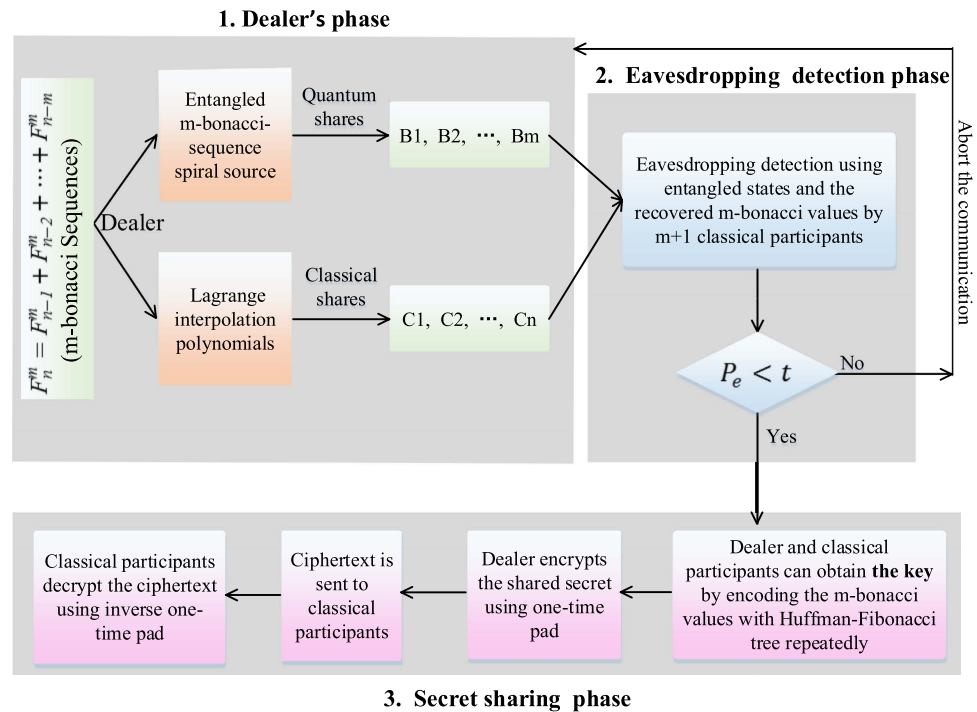 1. Dealer's phase
F_n^m = F_{n-1}^m + F_{n-2}^m + ··· + F_{n-m}^m
(m-bonacci Sequences)
Dealer
Entangled
m-bonacci-
sequence
spiral source
Quantum
shares
B1, B2, ···, Bm
Lagrange
interpolation
polynomials
Classical
shares
C1, C2, ···, Cn
2. Eavesdropping detection phase
Eavesdropping detection using
entangled states and the
recovered m-bonacci values by
m+1 classical participants
P_e < t
No
Abort the communication
Yes
Dealer and classical
participants can obtain the key
by encoding the m-bonacci
values with Huffman-Fibonacci
tree repeatedly
Dealer encrypts
the shared secret
using one-time
pad
Ciphertext is
sent to
classical
participants
Classical participants
decrypt the ciphertext
using inverse one-
time pad
3. Secret sharing phase